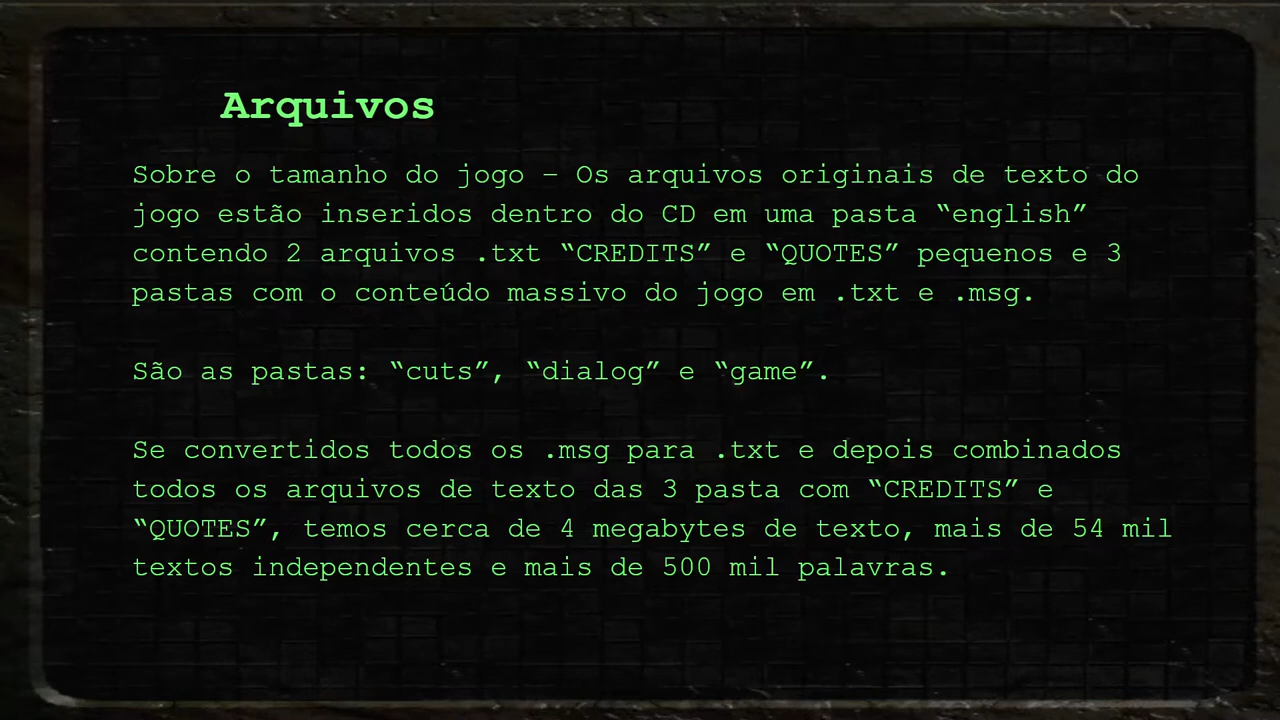 Arquivos
Sobre o tamanho do jogo – Os arquivos originais de texto do
jogo estão inseridos dentro do CD em uma pasta “english”
contendo 2 arquivos .txt “CREDITS” e “QUOTES” pequenos e 3
pastas com o conteúdo massivo do jogo em .txt e .msg.
São as pastas: “cuts”, “dialog” e “game”.
Se convertidos todos os .msg para .txt e depois combinados
todos os arquivos de texto das 3 pasta com “CREDITS” e
“QUOTES”, temos cerca de 4 megabytes de texto, mais de 54 mil
textos independentes e mais de 500 mil palavras.